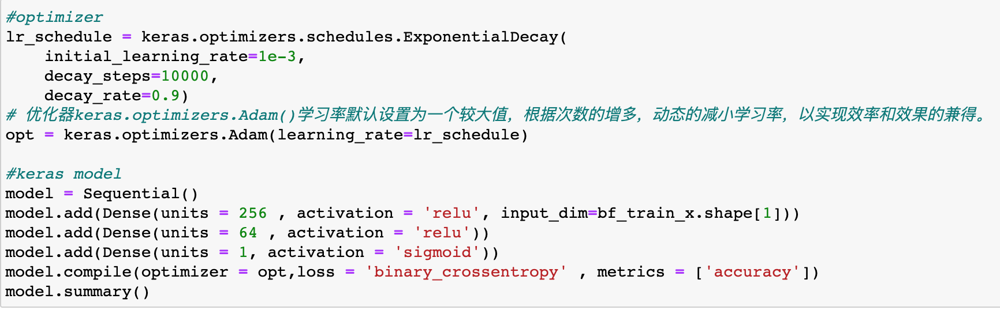 #optimizer
lr_schedule = keras.optimizers.schedules.ExponentialDecay(
    initial_learning_rate=1e-3,
    decay_steps=10000,
    decay_rate=0.9)
# 优化器keras.optimizers.Adam()学习率默认设置为一个较大值，根据次数的增多，动态的减小学习率，以实现效率和效果的兼得。
opt = keras.optimizers.Adam(learning_rate=lr_schedule)

#keras model
model = Sequential()
model.add(Dense(units = 256 , activation = 'relu', input_dim=bf_train_x.shape[1]))
model.add(Dense(units = 64 , activation = 'relu'))
model.add(Dense(units = 1, activation = 'sigmoid'))
model.compile(optimizer = opt,loss = 'binary_crossentropy' , metrics = ['accuracy'])
model.summary()